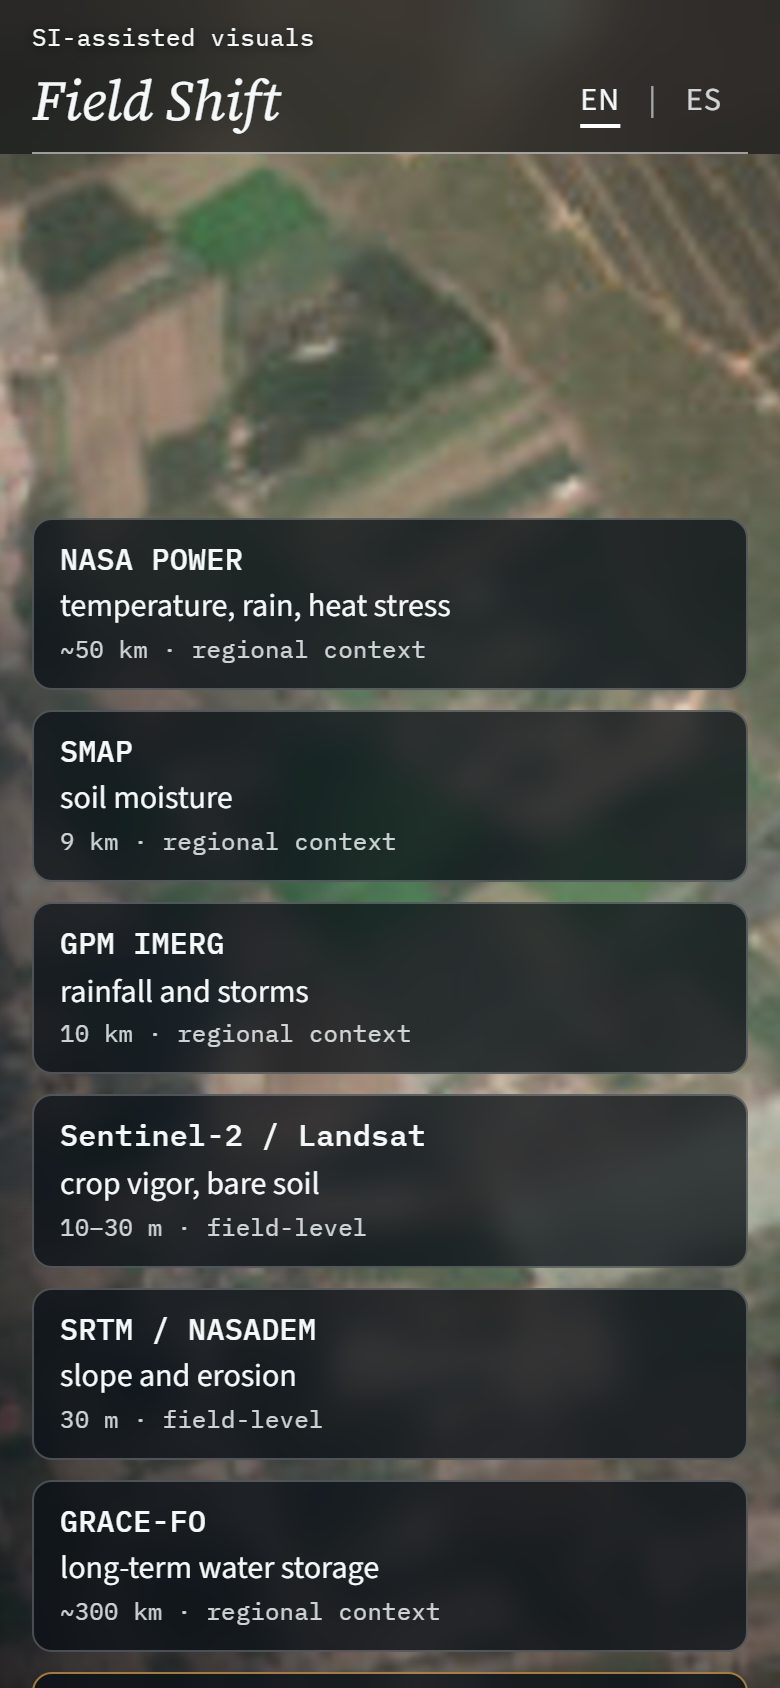 SI-assisted visuals
Field Shift
EN | ES
NASA POWER
temperature, rain, heat stress
~50 km · regional context
SMAP
soil moisture
9 km · regional context
GPM IMERG
rainfall and storms
10 km · regional context
Sentinel-2 / Landsat
crop vigor, bare soil
10–30 m · field-level
SRTM / NASADEM
slope and erosion
30 m · field-level
GRACE-FO
long-term water storage
~300 km · regional context